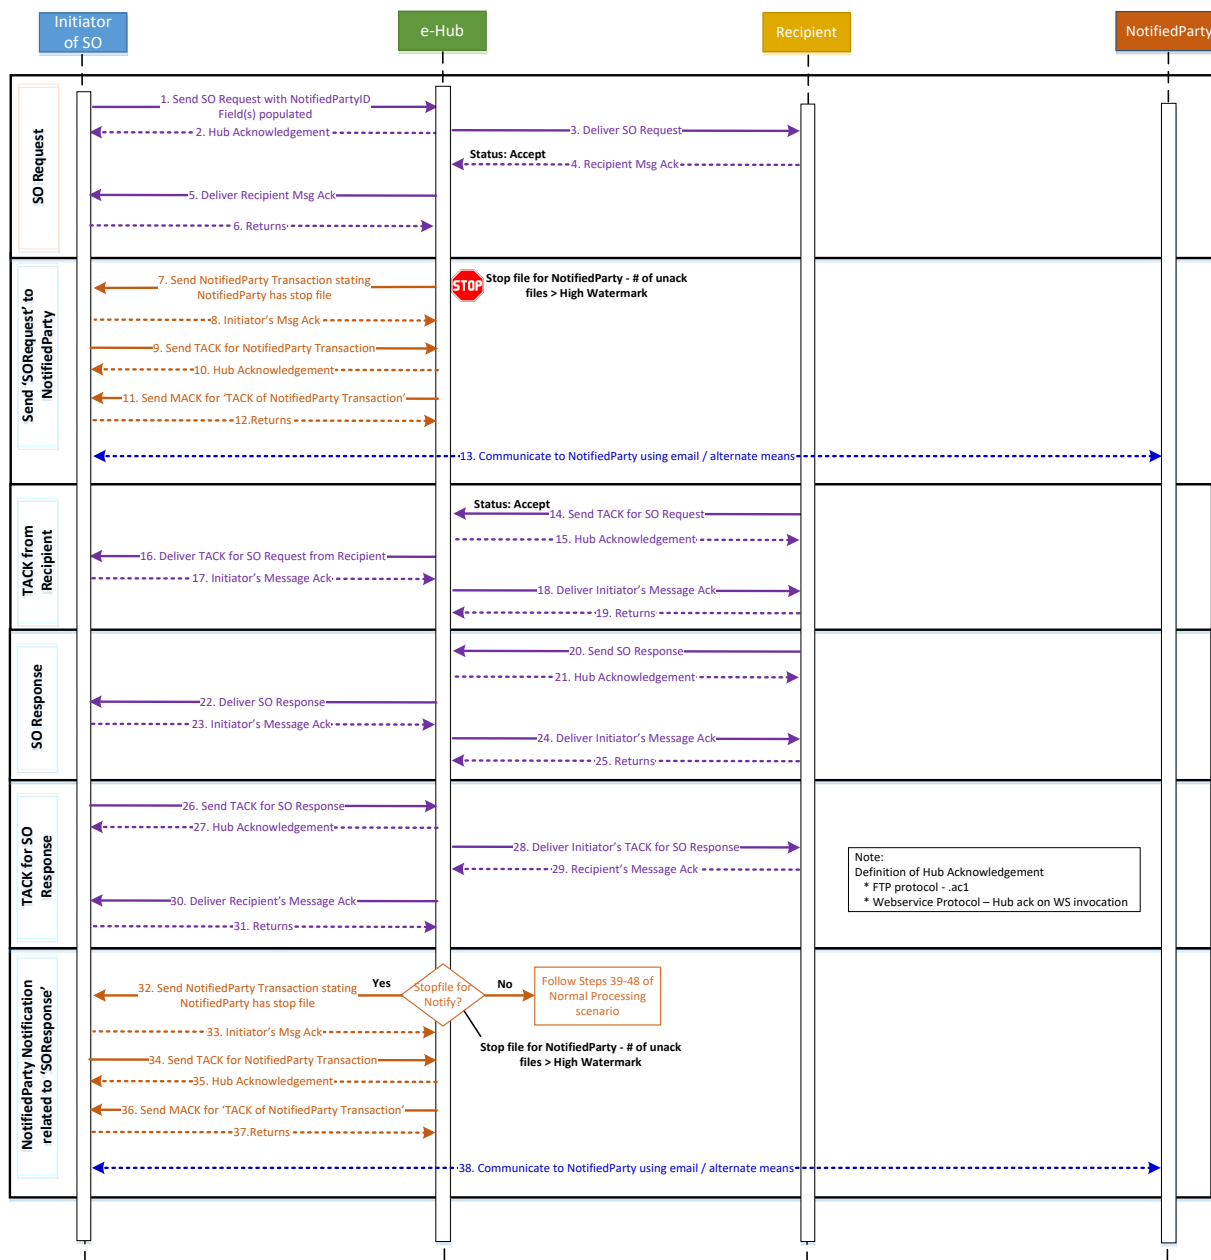 Initiator
of SO
e-Hub
Recipient
NotifiedParty
SO Request
1. Send SO Request with NotifiedPartyID
Field(s) populated
2. Hub Acknowledgement
3. Deliver SO Request
Status: Accept
4. Recipient Msg Ack
5. Deliver Recipient Msg Ack
6. Returns
Send ‘SORequest’ to
NotifiedParty
7. Send NotifiedParty Transaction stating
NotifiedParty has stop file
STOP
Stop file for NotifiedParty - # of unack
files > High Watermark
8. Initiator’s Msg Ack
9. Send TACK for NotifiedParty Transaction
10. Hub Acknowledgement
11. Send MACK for ‘TACK of NotifiedParty Transaction’
12.Returns
13. Communicate to NotifiedParty using email / alternate means
TACK from
Recipient
Status: Accept
14. Send TACK for SO Request
15. Hub Acknowledgement
16. Deliver TACK for SO Request from Recipient
17. Initiator’s Message Ack
18. Deliver Initiator’s Message Ack
19. Returns
SO Response
20. Send SO Response
21. Hub Acknowledgement
22. Deliver SO Response
23. Initiator’s Message Ack
24. Deliver Initiator’s Message Ack
25. Returns
TACK for SO
Response
26. Send TACK for SO Response
27. Hub Acknowledgement
28. Deliver Initiator’s TACK for SO Response
29. Recipient’s Message Ack
30. Deliver Recipient’s Message Ack
31. Returns
Note:
Definition of Hub Acknowledgement
* FTP protocol - .ac1
* Webservice Protocol – Hub ack on WS invocation
NotifiedParty Notification
related to ‘SOResponse’
32. Send NotifiedParty Transaction stating
NotifiedParty has stop file
Yes
Stopfile for
Notify?
No
Follow Steps 39-48 of
Normal Processing
scenario
33. Initiator’s Msg Ack
Stop file for NotifiedParty - # of unack
files > High Watermark
34. Send TACK for NotifiedParty Transaction
35. Hub Acknowledgement
36. Send MACK for ‘TACK of NotifiedParty Transaction’
37.Returns
38. Communicate to NotifiedParty using email / alternate means